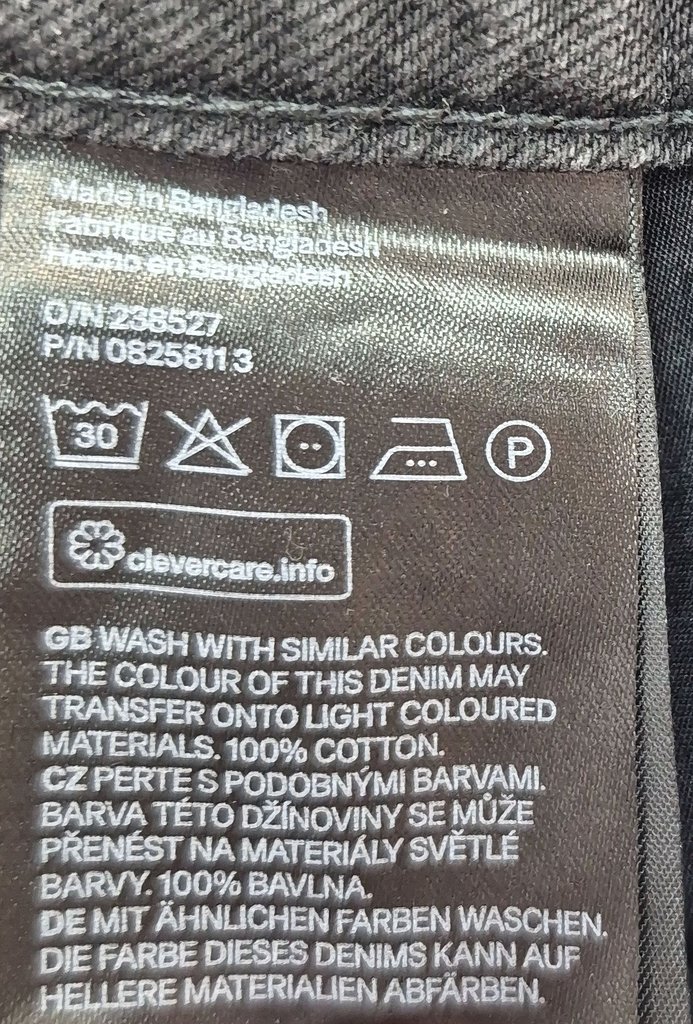 Made in Bangladesh
Fabriqué au Bangladesh
Hecho en Bangladesh
O/N 238527
P/N 08258113
30
P
clevercare.info
GB WASH WITH SIMILAR COLOURS.
THE COLOUR OF THIS DENIM MAY
TRANSFER ONTO LIGHT COLOURED
MATERIALS. 100% COTTON.
CZ PERTE S PODOBNÝMI BARVAMI.
BARVA TÉTO DŽÍNOVINY SE MŮŽE
PŘENÉST NA MATERIÁLY SVĚTLÉ
BARVY. 100% BAVLNA.
DE MIT ÄHNLICHEN FARBEN WASCHEN.
DIE FARBE DIESES DENIMS KANN AUF
HELLERE MATERIALIEN ABFÄRBEN.